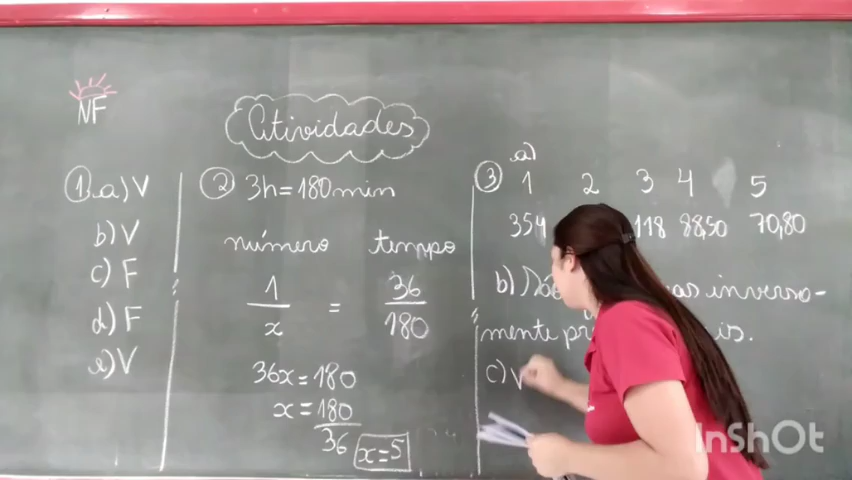 NF
Atividades
1. a) V
b) V
c) F
d) F
e) V
2 3h = 180 min
número tempo
1/x = 36/180
36x = 180
x = 180/36
x = 5
3 a)
1 2 3 4 5
354 118 88,50 70,80
b) inverso-
mente
c) V
InShOt